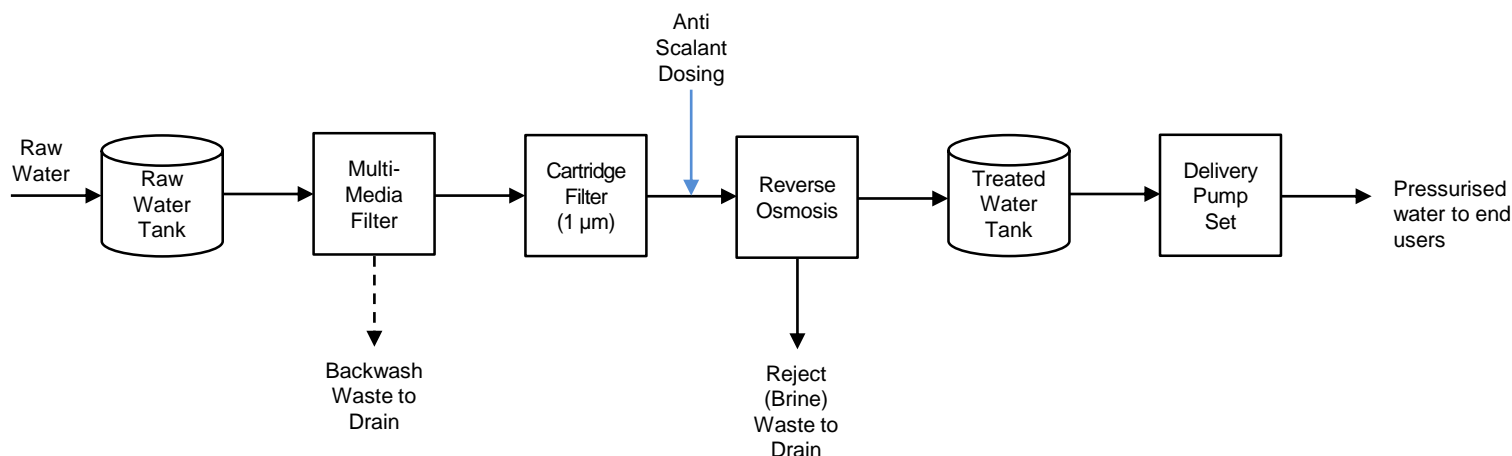 Anti
Scalant
Dosing
Raw
Water
Raw
Water
Tank
Multi-
Media
Filter
Cartridge
Filter
(1 µm)
Reverse
Osmosis
Treated
Water
Tank
Delivery
Pump
Set
Pressurised
water to end
users
Backwash
Waste to
Drain
Reject
(Brine)
Waste to
Drain